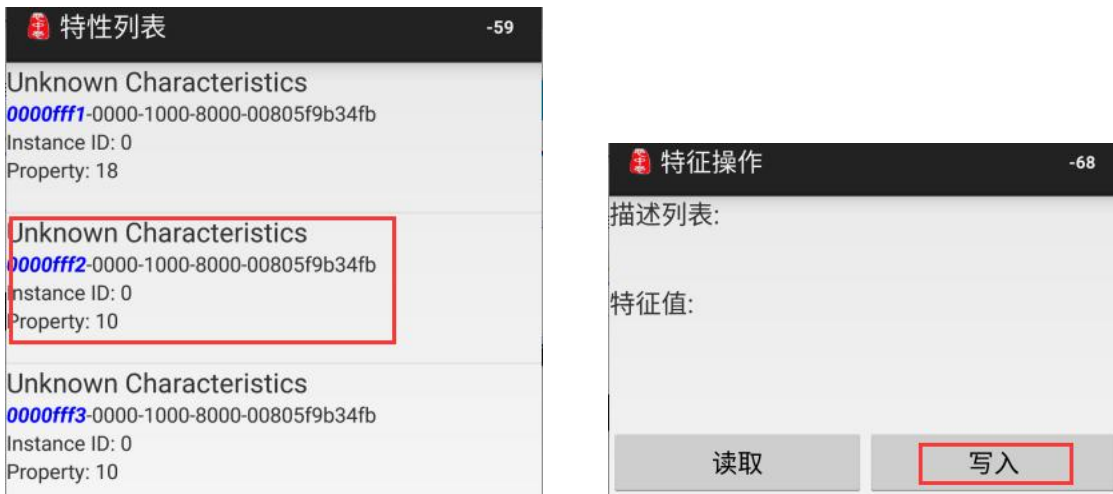 特性列表 -59
Unknown Characteristics
0000fff1-0000-1000-8000-00805f9b34fb
Instance ID: 0
Property: 18
Unknown Characteristics
0000fff2-0000-1000-8000-00805f9b34fb
Instance ID: 0
Property: 10
Unknown Characteristics
0000fff3-0000-1000-8000-00805f9b34fb
Instance ID: 0
Property: 10
特征操作 -68
描述列表:
特征值:
读取 写入